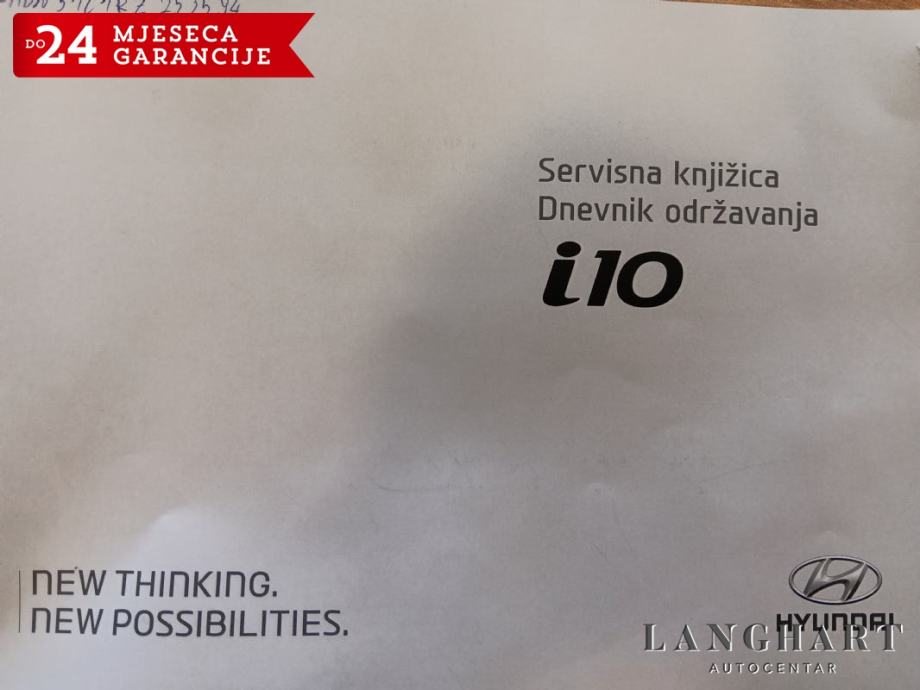 DO 24 MJESECA
GARANCIJE
Servisna knjižica
Dnevnik održavanja
i10
NEW THINKING.
NEW POSSIBILITIES.
HYUNDAI
LANGHART
AUTOCENTAR